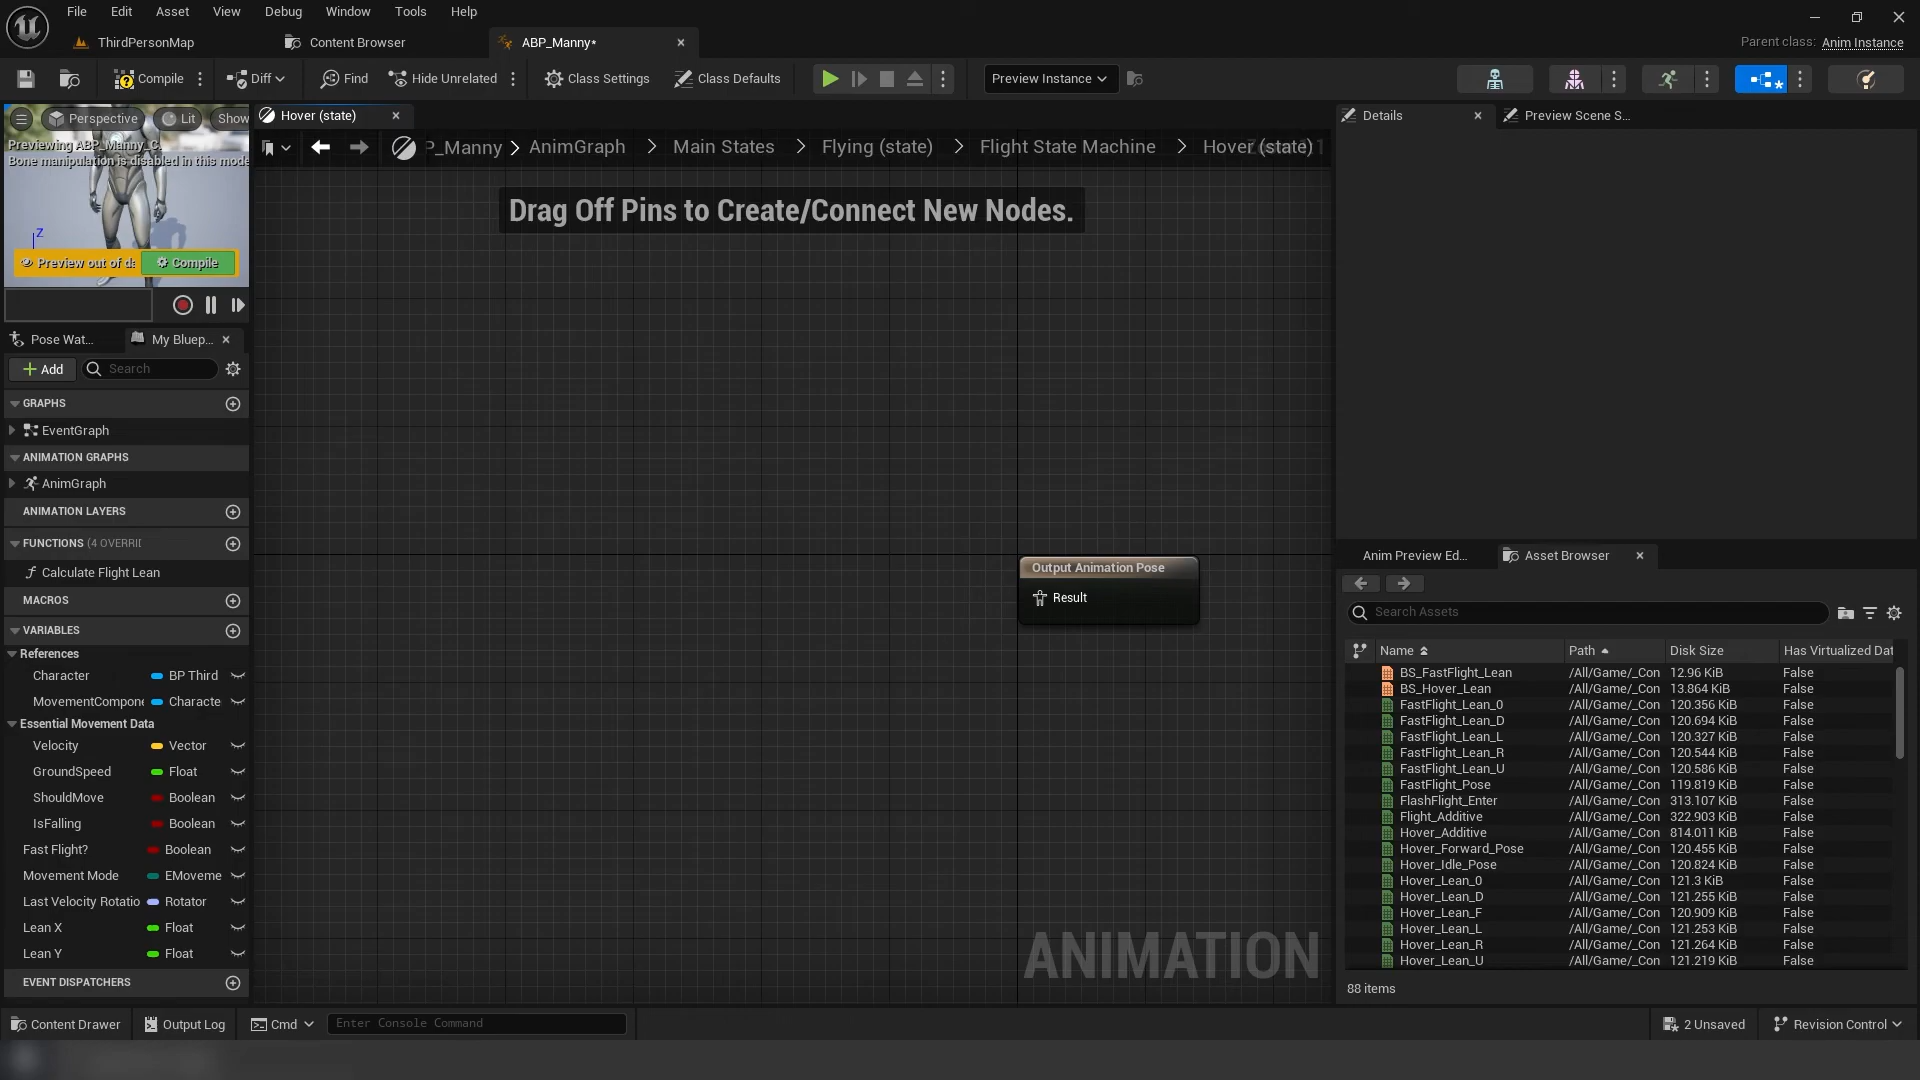 File Edit Asset View Debug Window Tools Help
ThirdPersonMap Content Browser ABP_Manny* Parent class: Anim Instance
Compile Diff Find Hide Unrelated Class Settings Class Defaults Preview Instance
Hover (state)
Perspective Lit Show
Previewing ABP_Manny_C.
Bone manipulation is disabled in this mode
P_Manny > AnimGraph > Main States > Flying (state) > Flight State Machine > Hover (state)
Drag Off Pins to Create/Connect New Nodes.
Z
Preview out of da Compile
Pose Wat... My Bluep...
Add Search
GRAPHS
EventGraph
ANIMATION GRAPHS
AnimGraph
ANIMATION LAYERS
FUNCTIONS (4 OVERRID
Calculate Flight Lean
MACROS
VARIABLES
References
Character BP Third
MovementCompone Characte
Essential Movement Data
Velocity Vector
GroundSpeed Float
ShouldMove Boolean
IsFalling Boolean
Fast Flight? Boolean
Movement Mode EMoveme
Last Velocity Rotatio Rotator
Lean X Float
Lean Y Float
EVENT DISPATCHERS
Output Animation Pose
Result
ANIMATION
Details Preview Scene S...
Anim Preview Ed... Asset Browser
Search Assets
Name Path Disk Size Has Virtualized Dat
BS_FastFlight_Lean /All/Game/_Con 12.96 KiB False
BS_Hover_Lean /All/Game/_Con 13.864 KiB False
FastFlight_Lean_0 /All/Game/_Con 120.356 KiB False
FastFlight_Lean_D /All/Game/_Con 120.694 KiB False
FastFlight_Lean_L /All/Game/_Con 120.327 KiB False
FastFlight_Lean_R /All/Game/_Con 120.544 KiB False
FastFlight_Lean_U /All/Game/_Con 120.586 KiB False
FastFlight_Pose /All/Game/_Con 119.819 KiB False
FlashFlight_Enter /All/Game/_Con 313.107 KiB False
Flight_Additive /All/Game/_Con 322.903 KiB False
Hover_Additive /All/Game/_Con 814.011 KiB False
Hover_Forward_Pose /All/Game/_Con 120.455 KiB False
Hover_Idle_Pose /All/Game/_Con 120.824 KiB False
Hover_Lean_0 /All/Game/_Con 121.3 KiB False
Hover_Lean_D /All/Game/_Con 121.255 KiB False
Hover_Lean_F /All/Game/_Con 120.909 KiB False
Hover_Lean_L /All/Game/_Con 121.253 KiB False
Hover_Lean_R /All/Game/_Con 121.264 KiB False
Hover_Lean_U /All/Game/_Con 121.219 KiB False
88 items
Content Drawer Output Log Cmd Enter Console Command 2 Unsaved Revision Control